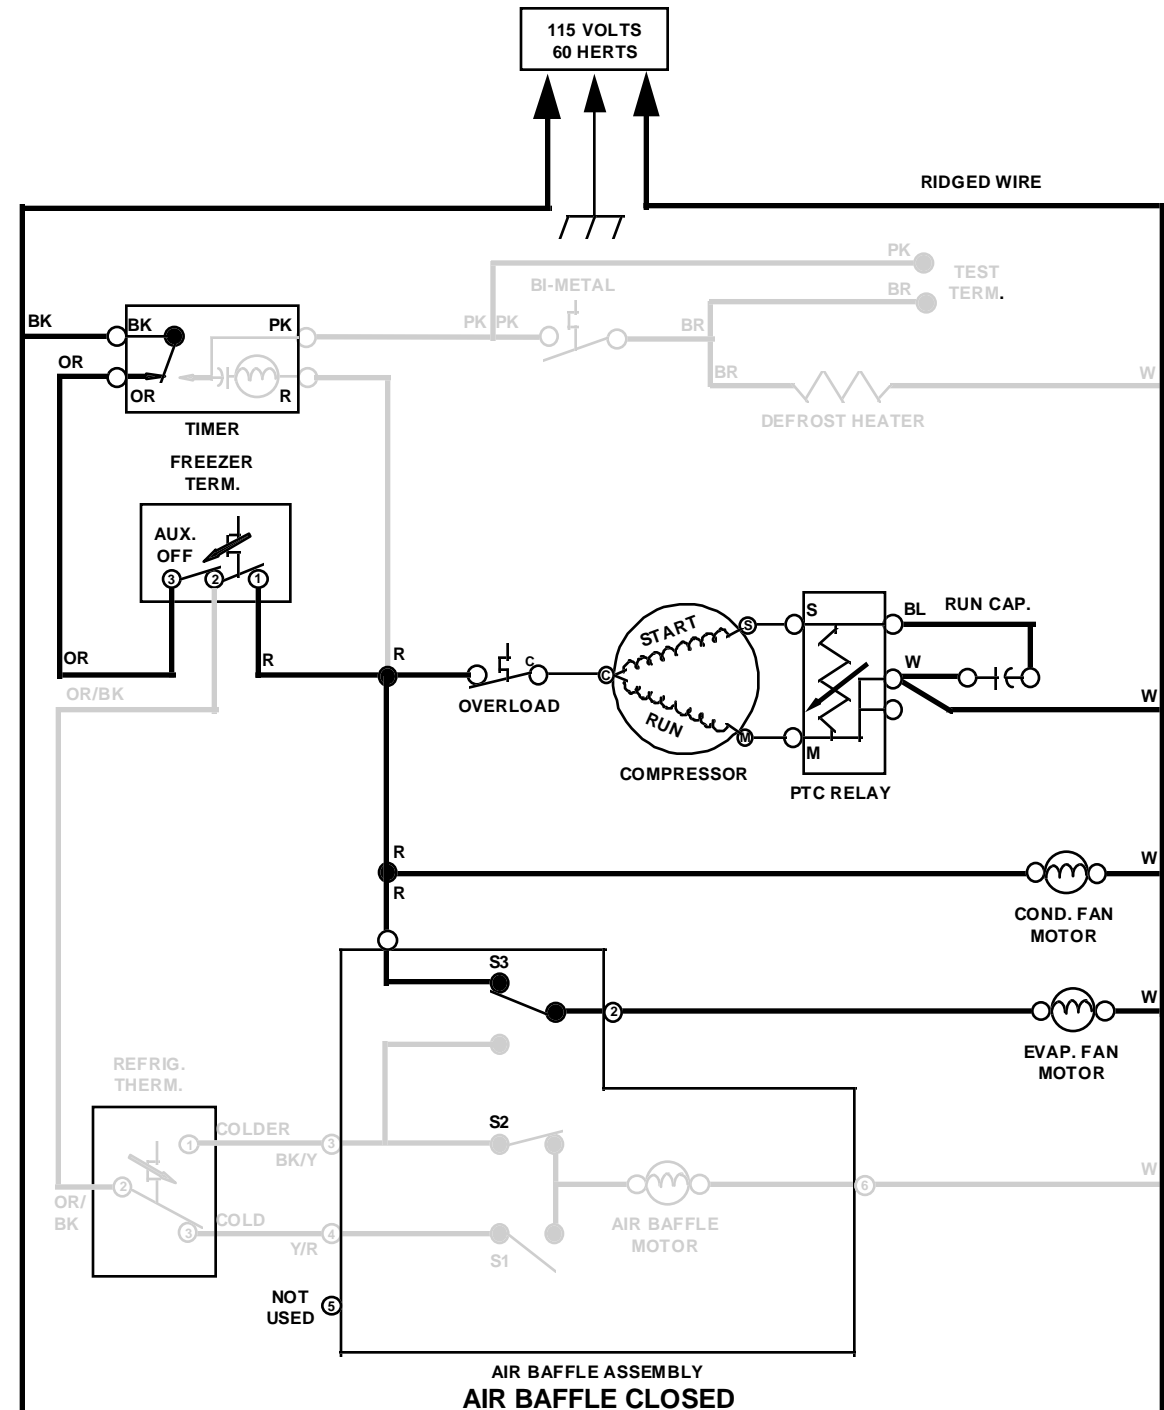 115 VOLTS
60 HERTS
RIDGED WIRE
PK
TEST
TERM.
BR
BI-METAL
BK
BK
PK
PK PK
BR
OR
OR
R
BR
W
DEFROST HEATER
TIMER
FREEZER
TERM.
AUX.
OFF
3 2 1
OR
OR/BK
R
R
C
OVERLOAD
C
START
RUN
S
M
COMPRESSOR
S
M
PTC RELAY
BL
RUN CAP.
W
W
R
R
W
COND. FAN
MOTOR
S3
2
W
EVAP. FAN
MOTOR
REFRIG.
THERM.
1
COLDER
BK/Y
3
S2
2
OR/
BK
3
COLD
Y/R
4
S1
AIR BAFFLE
MOTOR
6
W
NOT
USED
5
AIR BAFFLE ASSEMBLY
AIR BAFFLE CLOSED